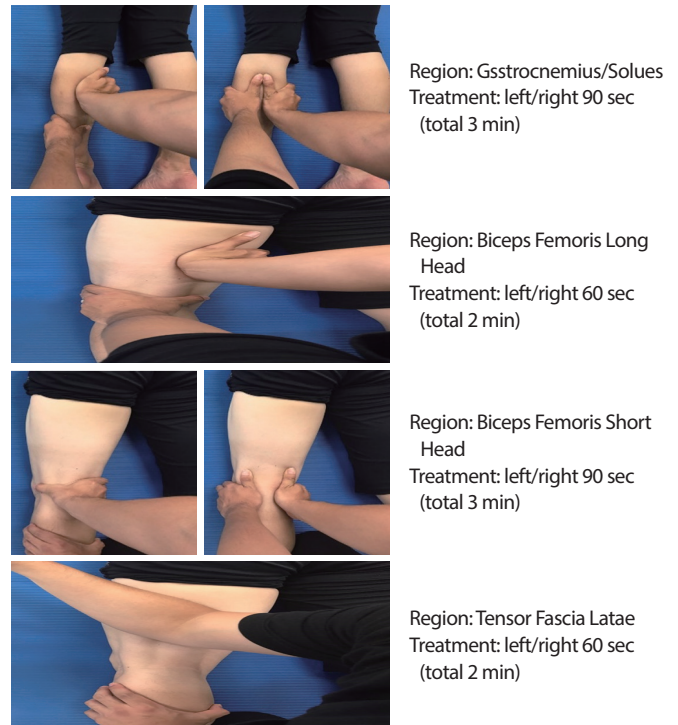 Region: Gsstrocnemius/Solues
Treatment: left/right 90 sec
(total 3 min)
Region: Biceps Femoris Long
Head
Treatment: left/right 60 sec
(total 2 min)
Region: Biceps Femoris Short
Head
Treatment: left/right 90 sec
(total 3 min)
Region: Tensor Fascia Latae
Treatment: left/right 60 sec
(total 2 min)